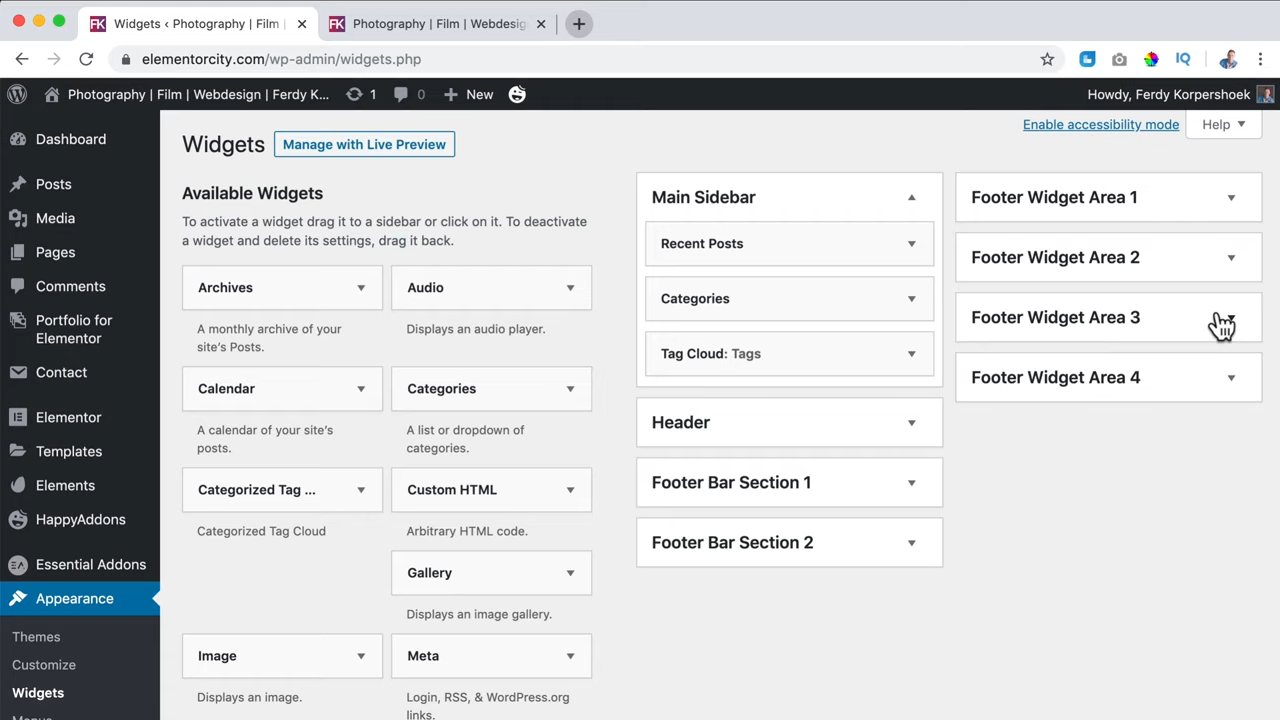 FK Widgets ‹ Photography | Film |
FK Photography | Film | Webdesig
elementorcity.com/wp-admin/widgets.php
IQ
Photography | Film | Webdesign | Ferdy K... 1 0 New
Howdy, Ferdy Korpershoek
Enable accessibility mode
Help
Dashboard
Posts
Media
Pages
Comments
Portfolio for
Elementor
Contact
Elementor
Templates
Elements
HappyAddons
EA Essential Addons
Appearance
Themes
Customize
Widgets
Widgets
Manage with Live Preview
Available Widgets
To activate a widget drag it to a sidebar or click on it. To deactivate
a widget and delete its settings, drag it back.
Archives
A monthly archive of your
site's Posts.
Audio
Displays an audio player.
Calendar
A calendar of your site's
posts.
Categories
A list or dropdown of
categories.
Categorized Tag ...
Categorized Tag Cloud
Custom HTML
Arbitrary HTML code.
Gallery
Displays an image gallery.
Image
Displays an image.
Meta
Login, RSS, & WordPress.org
links.
Main Sidebar
Recent Posts
Categories
Tag Cloud: Tags
Header
Footer Bar Section 1
Footer Bar Section 2
Footer Widget Area 1
Footer Widget Area 2
Footer Widget Area 3
Footer Widget Area 4